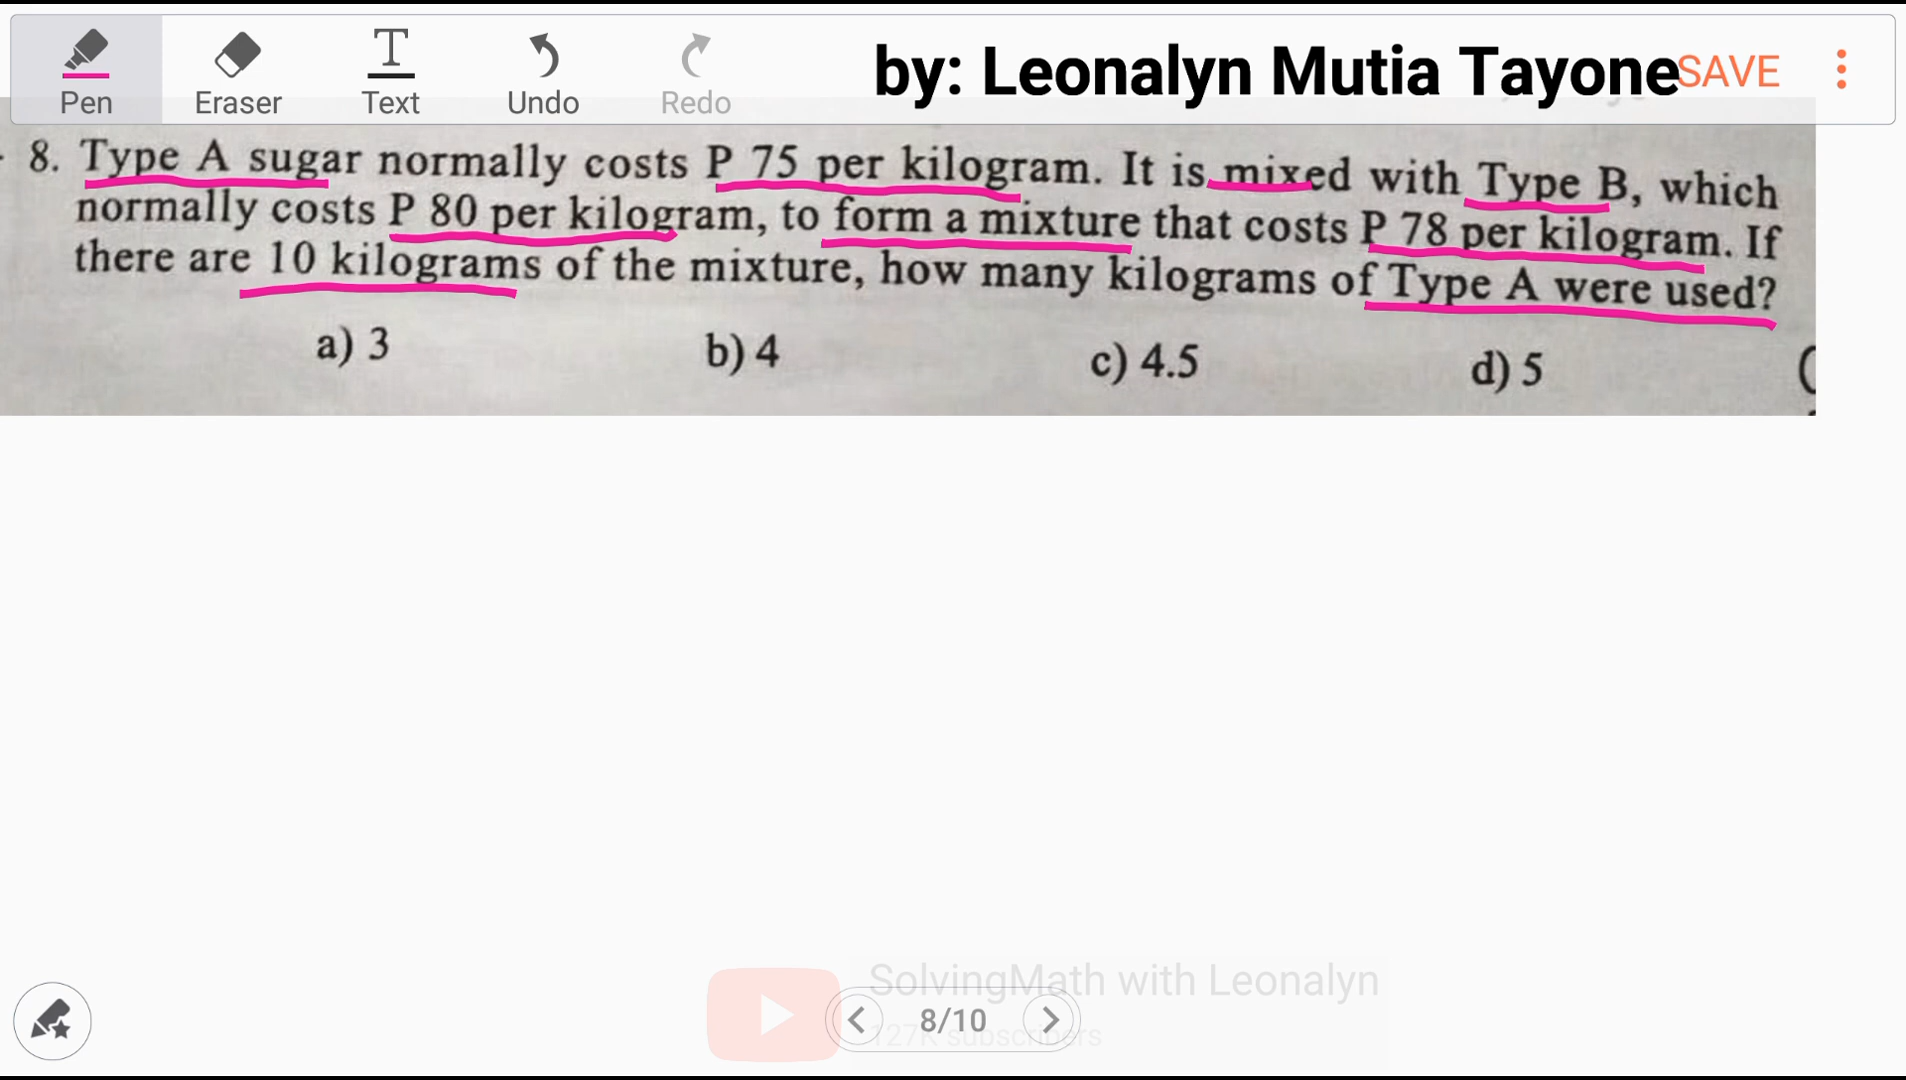 by: Leonalyn Mutia Tayone
SAVE
Pen
Eraser
Text
Undo
Redo
8. Type A sugar normally costs P 75 per kilogram. It is mixed with Type B, which
normally costs P 80 per kilogram, to form a mixture that costs P 78 per kilogram. If
there are 10 kilograms of the mixture, how many kilograms of Type A were used?
a) 3
b) 4
c) 4.5
d) 5
SolvingMath with Leonalyn
8/10
127K subscribers